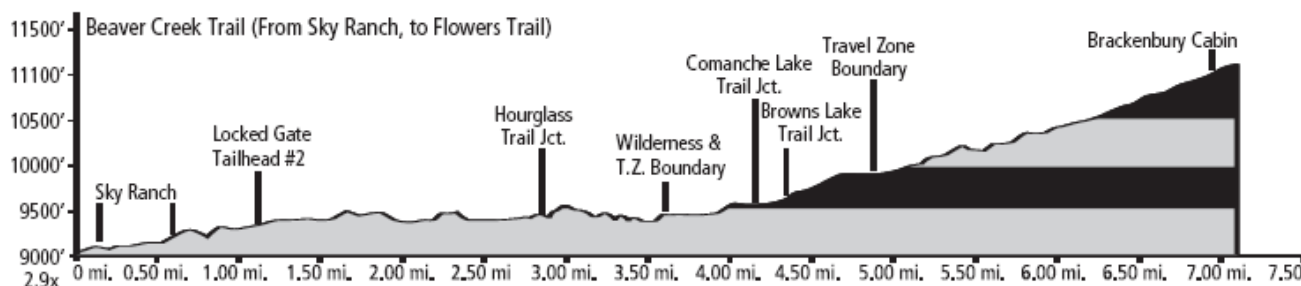 Beaver Creek Trail (From Sky Ranch, to Flowers Trail)
11500'
11100'
10500'
10000'
9500'
9000'
2.9x
Sky Ranch
Locked Gate
Tailhead #2
Hourglass
Trail Jct.
Wilderness &
T.Z. Boundary
Comanche Lake
Trail Jct.
Browns Lake
Trail Jct.
Travel Zone
Boundary
Brackenbury Cabin
0 mi. 0.50 mi. 1.00 mi. 1.50 mi. 2.00 mi. 2.50 mi. 3.00 mi. 3.50 mi. 4.00 mi. 4.50 mi. 5.00 mi. 5.50 mi. 6.00 mi. 6.50 mi. 7.00 mi. 7.50